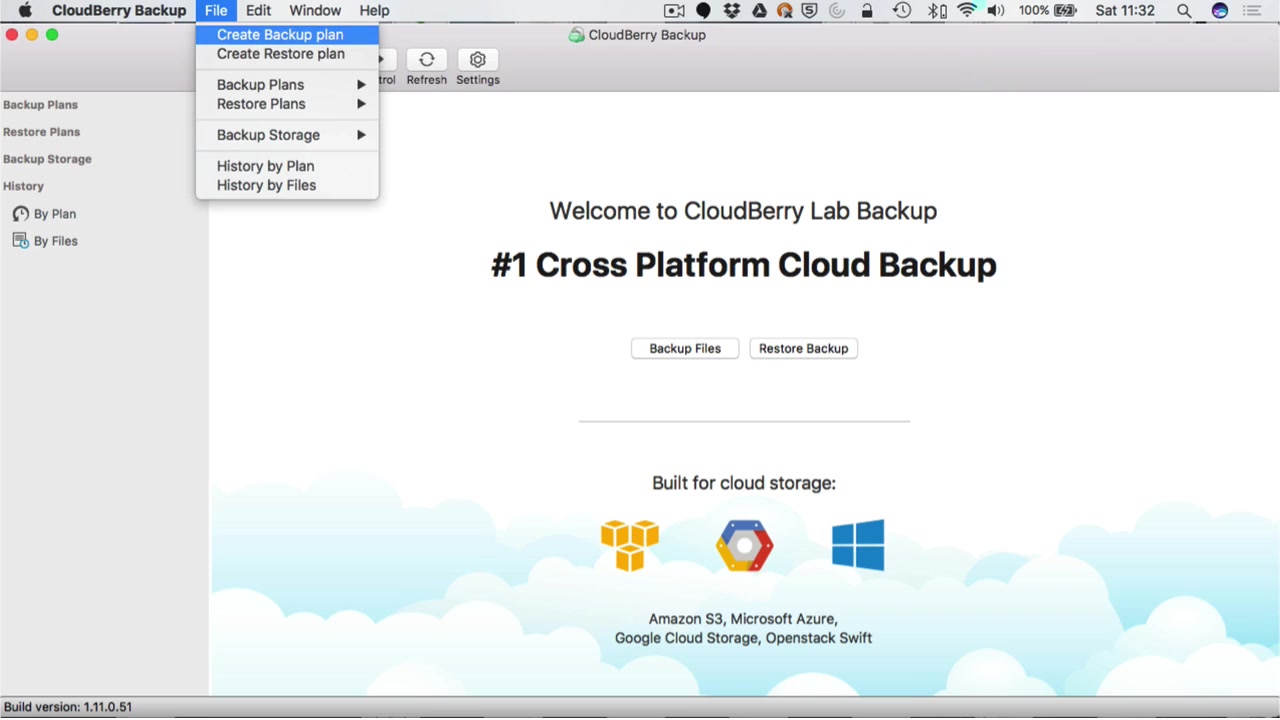 CloudBerry Backup File Edit Window Help 100% Sat 11:32
CloudBerry Backup
Create Backup plan
Create Restore plan
Backup Plans
Restore Plans
Backup Storage
History by Plan
History by Files
trol Refresh Settings
Backup Plans
Restore Plans
Backup Storage
History
By Plan
By Files
Welcome to CloudBerry Lab Backup
#1 Cross Platform Cloud Backup
Backup Files Restore Backup
Built for cloud storage:
Amazon S3, Microsoft Azure,
Google Cloud Storage, Openstack Swift
Build version: 1.11.0.51